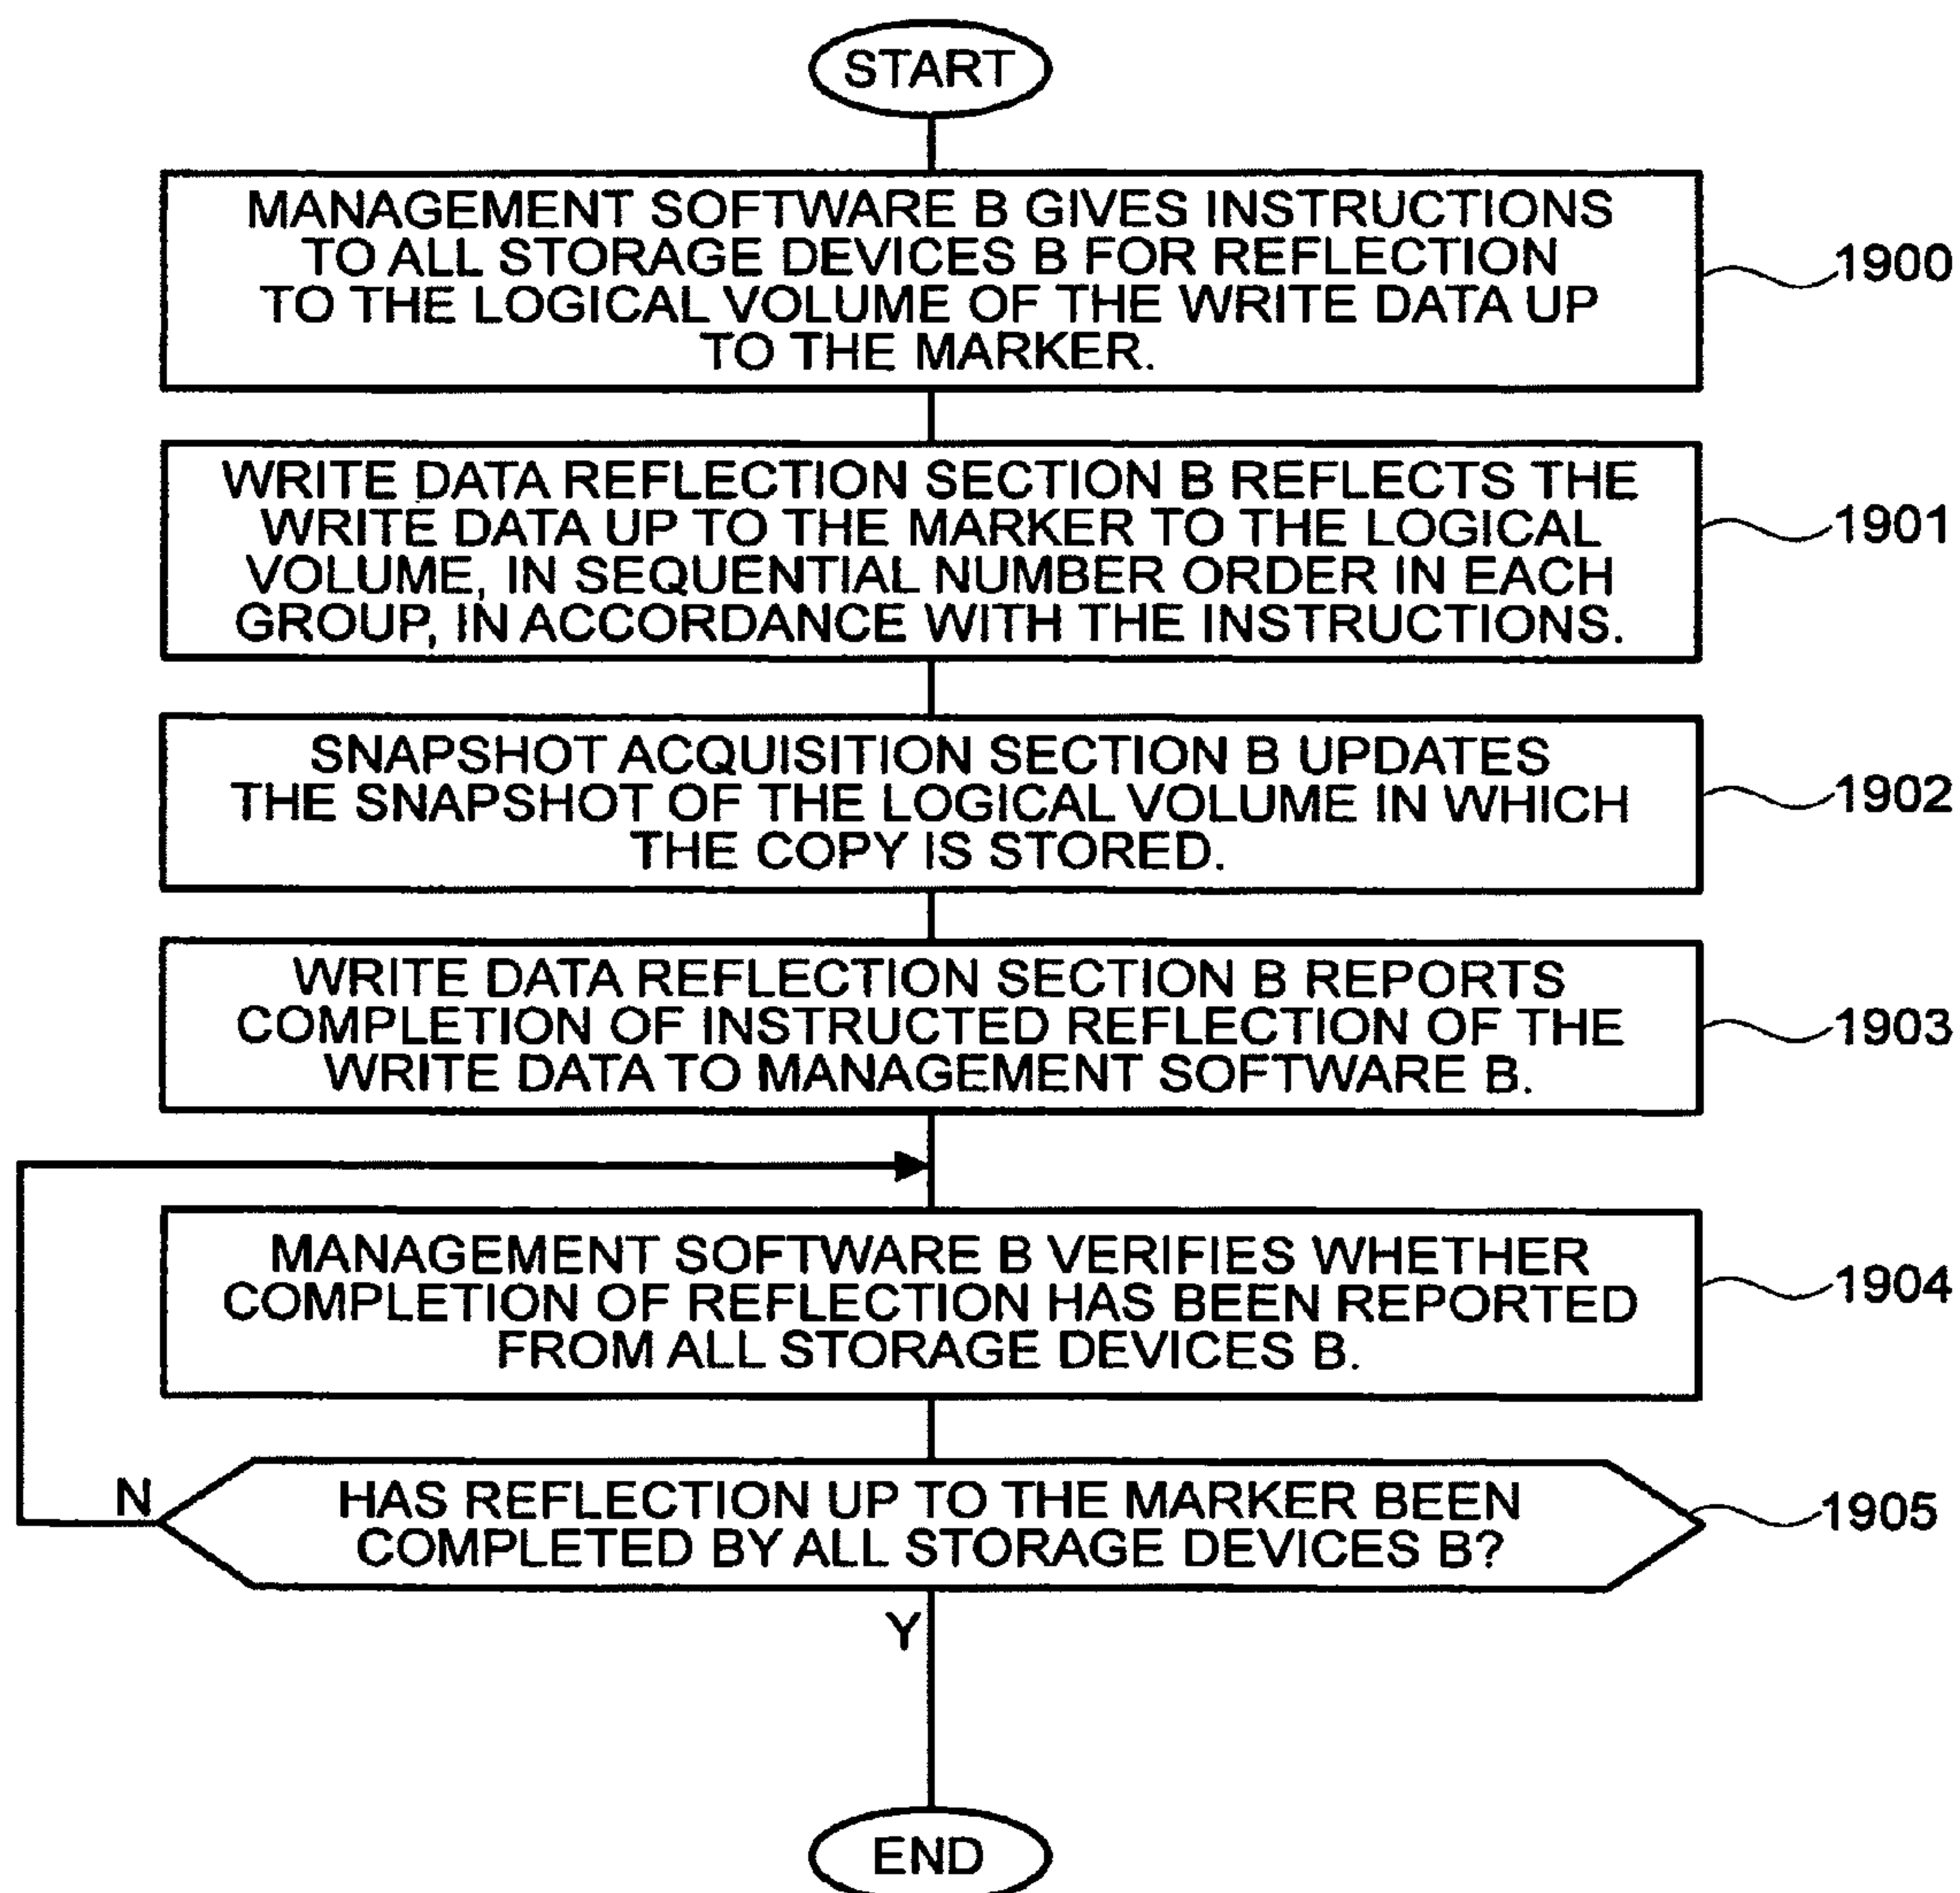 START
MANAGEMENT SOFTWARE B GIVES INSTRUCTIONS
TO ALL STORAGE DEVICES B FOR REFLECTION
TO THE LOGICAL VOLUME OF THE WRITE DATA UP
TO THE MARKER.
1900
WRITE DATA REFLECTION SECTION B REFLECTS THE
WRITE DATA UP TO THE MARKER TO THE LOGICAL
VOLUME, IN SEQUENTIAL NUMBER ORDER IN EACH
GROUP, IN ACCORDANCE WITH THE INSTRUCTIONS.
1901
SNAPSHOT ACQUISITION SECTION B UPDATES
THE SNAPSHOT OF THE LOGICAL VOLUME IN WHICH
THE COPY IS STORED.
1902
WRITE DATA REFLECTION SECTION B REPORTS
COMPLETION OF INSTRUCTED REFLECTION OF THE
WRITE DATA TO MANAGEMENT SOFTWARE B.
1903
MANAGEMENT SOFTWARE B VERIFIES WHETHER
COMPLETION OF REFLECTION HAS BEEN REPORTED
FROM ALL STORAGE DEVICES B.
1904
N
HAS REFLECTION UP TO THE MARKER BEEN
COMPLETED BY ALL STORAGE DEVICES B?
1905
Y
END